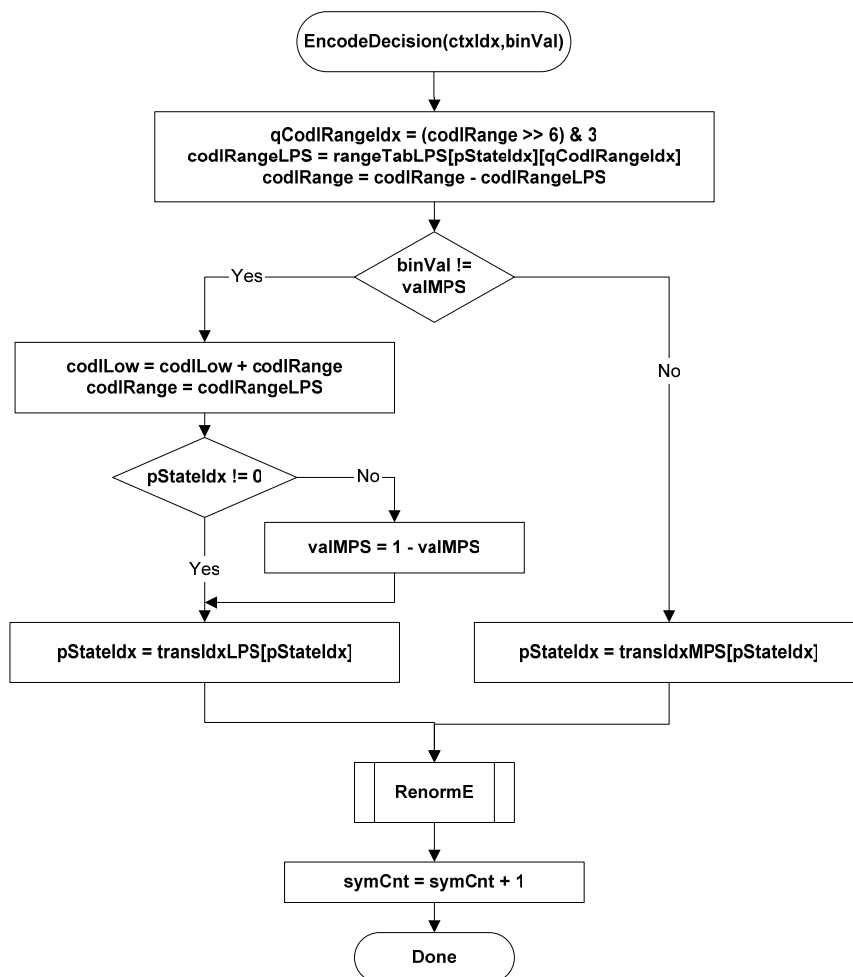 EncodeDecision(ctxIdx,binVal)
qCodIRangeIdx = (codIRange >> 6) & 3
codIRangeLPS = rangeTabLPS[pStateIdx][qCodIRangeIdx]
codIRange = codIRange - codIRangeLPS
binVal !=
valMPS
Yes
No
codILow = codILow + codIRange
codIRange = codIRangeLPS
pStateIdx != 0
No
valMPS = 1 - valMPS
Yes
pStateIdx = transIdxLPS[pStateIdx]
pStateIdx = transIdxMPS[pStateIdx]
RenormE
symCnt = symCnt + 1
Done